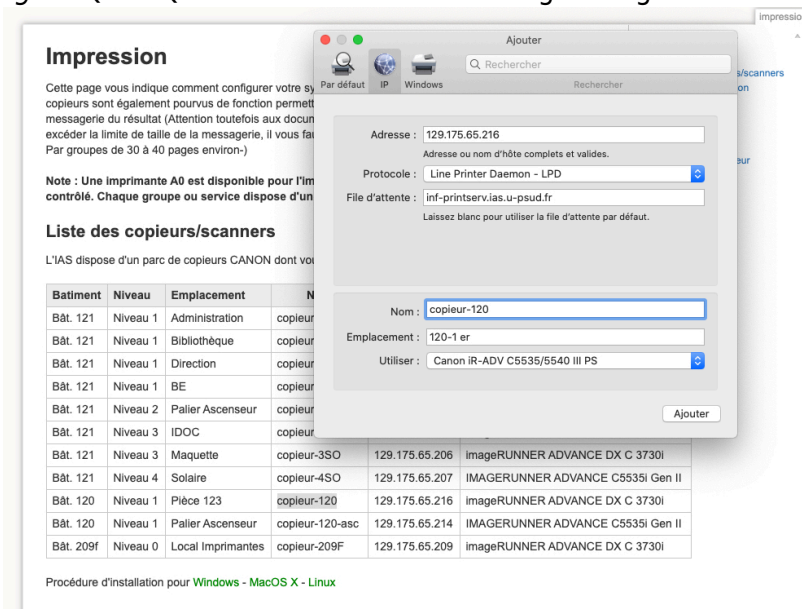 impressio
Impression
Cette page vous indique comment configurer votre sy
copieurs sont également pourvus de fonction permett
messagerie du résultat (Attention toutefois aux docum
excéder la limite de taille de la messagerie, il vous fau
Par groupes de 30 à 40 pages environ-)
Note : Une imprimante A0 est disponible pour l'im
contrôlé. Chaque groupe ou service dispose d'un
Liste des copieurs/scanners
L'IAS dispose d'un parc de copieurs CANON dont vou
Batiment Niveau Emplacement N
Bât. 121 Niveau 1 Administration copieur
Bât. 121 Niveau 1 Bibliothèque copieur
Bât. 121 Niveau 1 Direction copieur
Bât. 121 Niveau 1 BE copieur
Bât. 121 Niveau 2 Palier Ascenseur copieur
Bât. 121 Niveau 3 IDOC copieur
Bât. 121 Niveau 3 Maquette copieur-3SO 129.175.65.206 imageRUNNER ADVANCE DX C 3730i
Bât. 121 Niveau 4 Solaire copieur-4SO 129.175.65.207 IMAGERUNNER ADVANCE C5535i Gen II
Bât. 120 Niveau 1 Pièce 123 copieur-120 129.175.65.216 imageRUNNER ADVANCE DX C 3730i
Bât. 120 Niveau 1 Palier Ascenseur copieur-120-asc 129.175.65.214 IMAGERUNNER ADVANCE C5535i Gen II
Bât. 209f Niveau 0 Local Imprimantes copieur-209F 129.175.65.209 imageRUNNER ADVANCE DX C 3730i
Procédure d'installation pour Windows - MacOS X - Linux
Ajouter
Rechercher
Par défaut IP Windows Rechercher
Adresse : 129.175.65.216
Adresse ou nom d'hôte complets et valides.
Protocole : Line Printer Daemon - LPD
File d'attente : inf-printserv.ias.u-psud.fr
Laissez blanc pour utiliser la file d'attente par défaut.
Nom : copieur-120
Emplacement : 120-1 er
Utiliser : Canon iR-ADV C5535/5540 III PS
Ajouter
s/scanners
on
eur